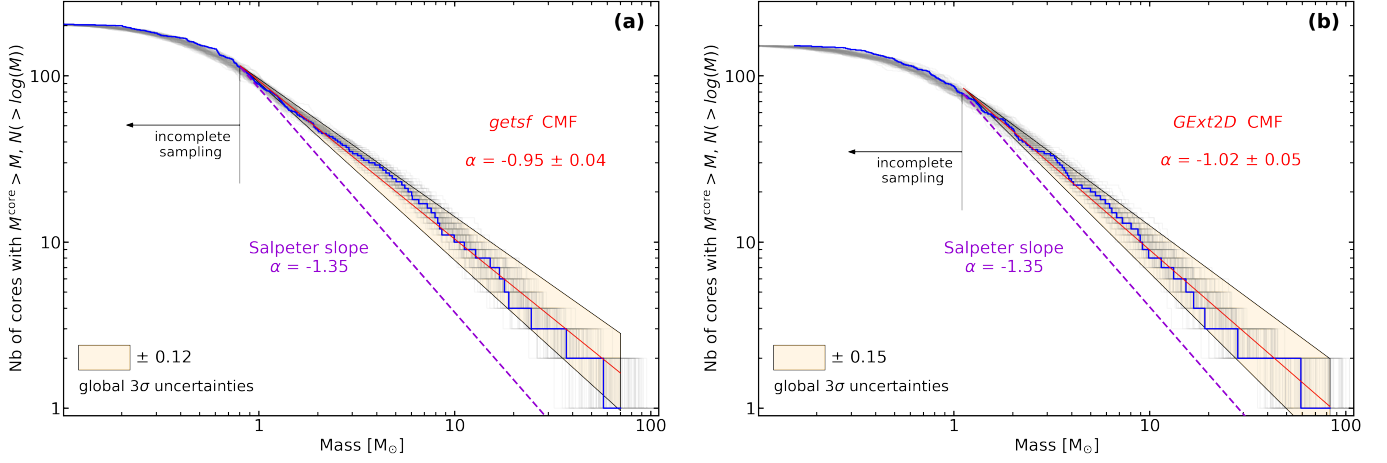 (a)
Nb of cores with M^core > M, N( > log(M))
100
10
1
getsf CMF
α = -0.95 ± 0.04
incomplete
sampling
Salpeter slope
α = -1.35
± 0.12
global 3σ uncertainties
1
10
100
Mass [M⊙]
(b)
Nb of cores with M^core > M, N( > log(M))
100
10
1
GExt2D CMF
α = -1.02 ± 0.05
incomplete
sampling
Salpeter slope
α = -1.35
± 0.15
global 3σ uncertainties
1
10
100
Mass [M⊙]